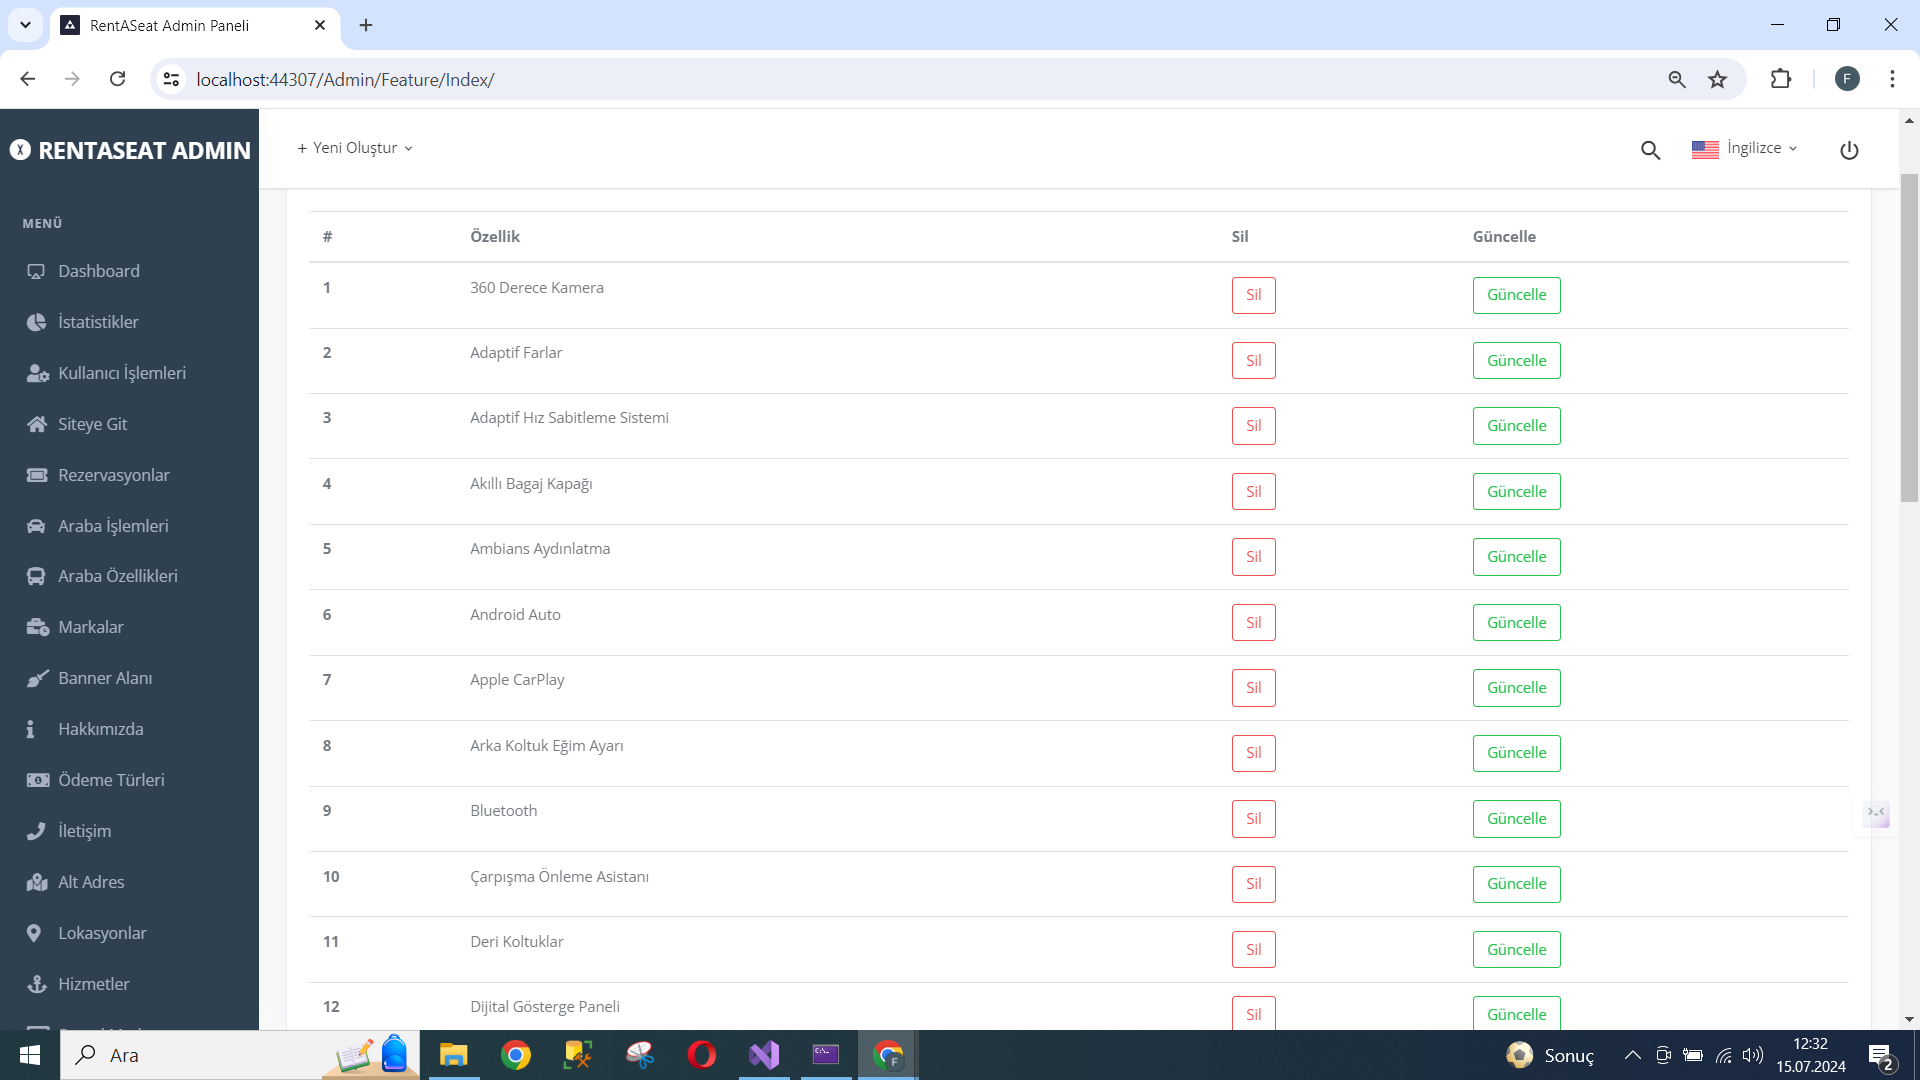 RentASeat Admin Paneli
localhost:44307/Admin/Feature/Index/
F
RENTASEAT ADMIN
+ Yeni Oluştur
İngilizce
MENÜ
Dashboard
İstatistikler
Kullanıcı İşlemleri
Siteye Git
Rezervasyonlar
Araba İşlemleri
Araba Özellikleri
Markalar
Banner Alanı
Hakkımızda
Ödeme Türleri
İletişim
Alt Adres
Lokasyonlar
Hizmetler
# Özellik Sil Güncelle
1 360 Derece Kamera Sil Güncelle
2 Adaptif Farlar Sil Güncelle
3 Adaptif Hız Sabitleme Sistemi Sil Güncelle
4 Akıllı Bagaj Kapağı Sil Güncelle
5 Ambians Aydınlatma Sil Güncelle
6 Android Auto Sil Güncelle
7 Apple CarPlay Sil Güncelle
8 Arka Koltuk Eğim Ayarı Sil Güncelle
9 Bluetooth Sil Güncelle
10 Çarpışma Önleme Asistanı Sil Güncelle
11 Deri Koltuklar Sil Güncelle
12 Dijital Gösterge Paneli Sil Güncelle
Ara
Sonuç
12:32
15.07.2024
2